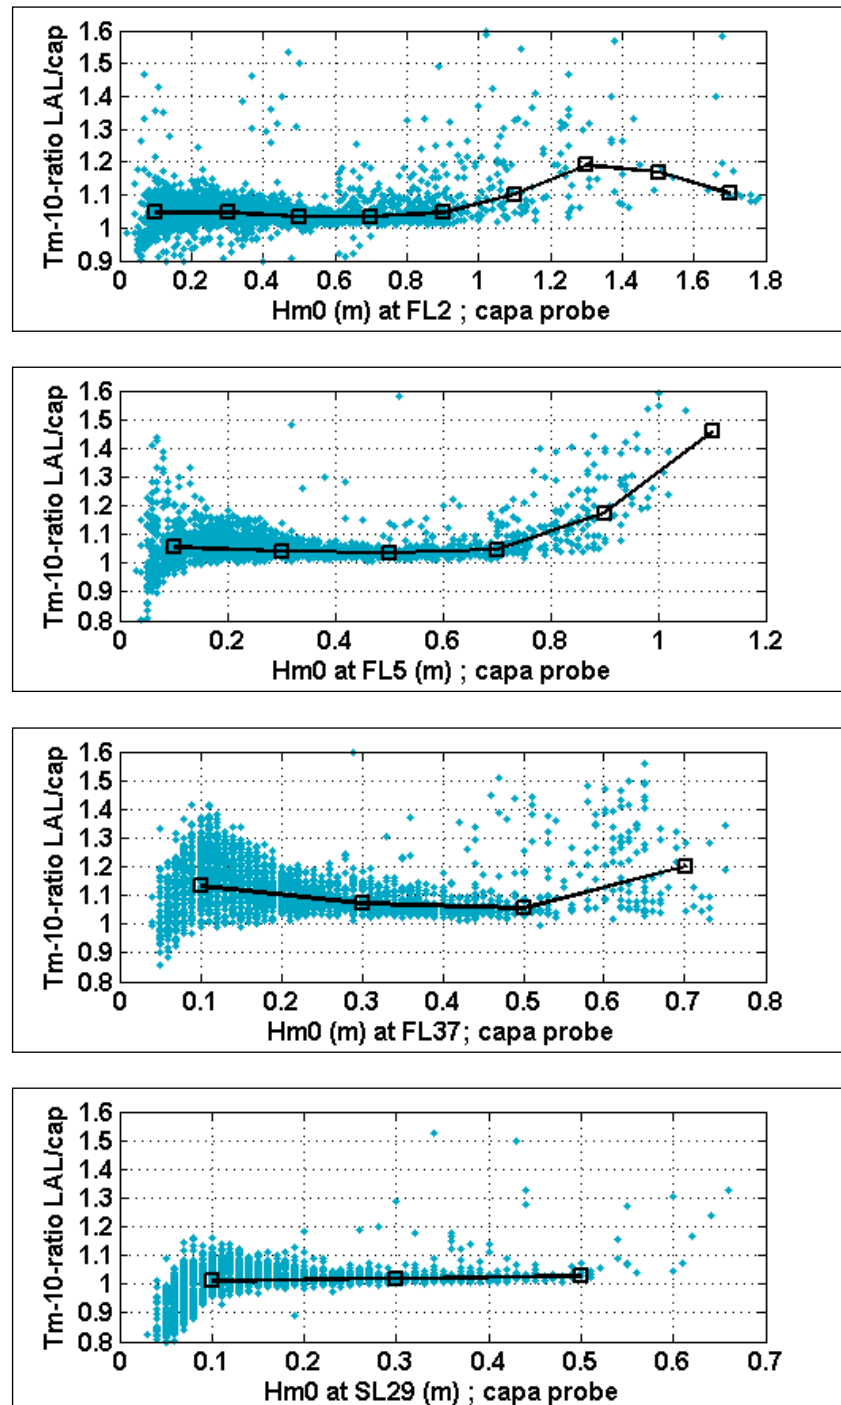 Tm-10-ratio LAL/cap
1.6
1.5
1.4
1.3
1.2
1.1
1
0.9
0 0.2 0.4 0.6 0.8 1 1.2 1.4 1.6 1.8
Hm0 (m) at FL2 ; capa probe
Tm-10-ratio LAL/cap
1.6
1.5
1.4
1.3
1.2
1.1
1
0.9
0.8
0 0.2 0.4 0.6 0.8 1 1.2
Hm0 at FL5 (m) ; capa probe
Tm-10-ratio LAL/cap
1.6
1.5
1.4
1.3
1.2
1.1
1
0.9
0.8
0 0.1 0.2 0.3 0.4 0.5 0.6 0.7 0.8
Hm0 (m) at FL37; capa probe
Tm-10-ratio LAL/cap
1.6
1.5
1.4
1.3
1.2
1.1
1
0.9
0.8
0 0.1 0.2 0.3 0.4 0.5 0.6 0.7
Hm0 at SL29 (m) ; capa probe